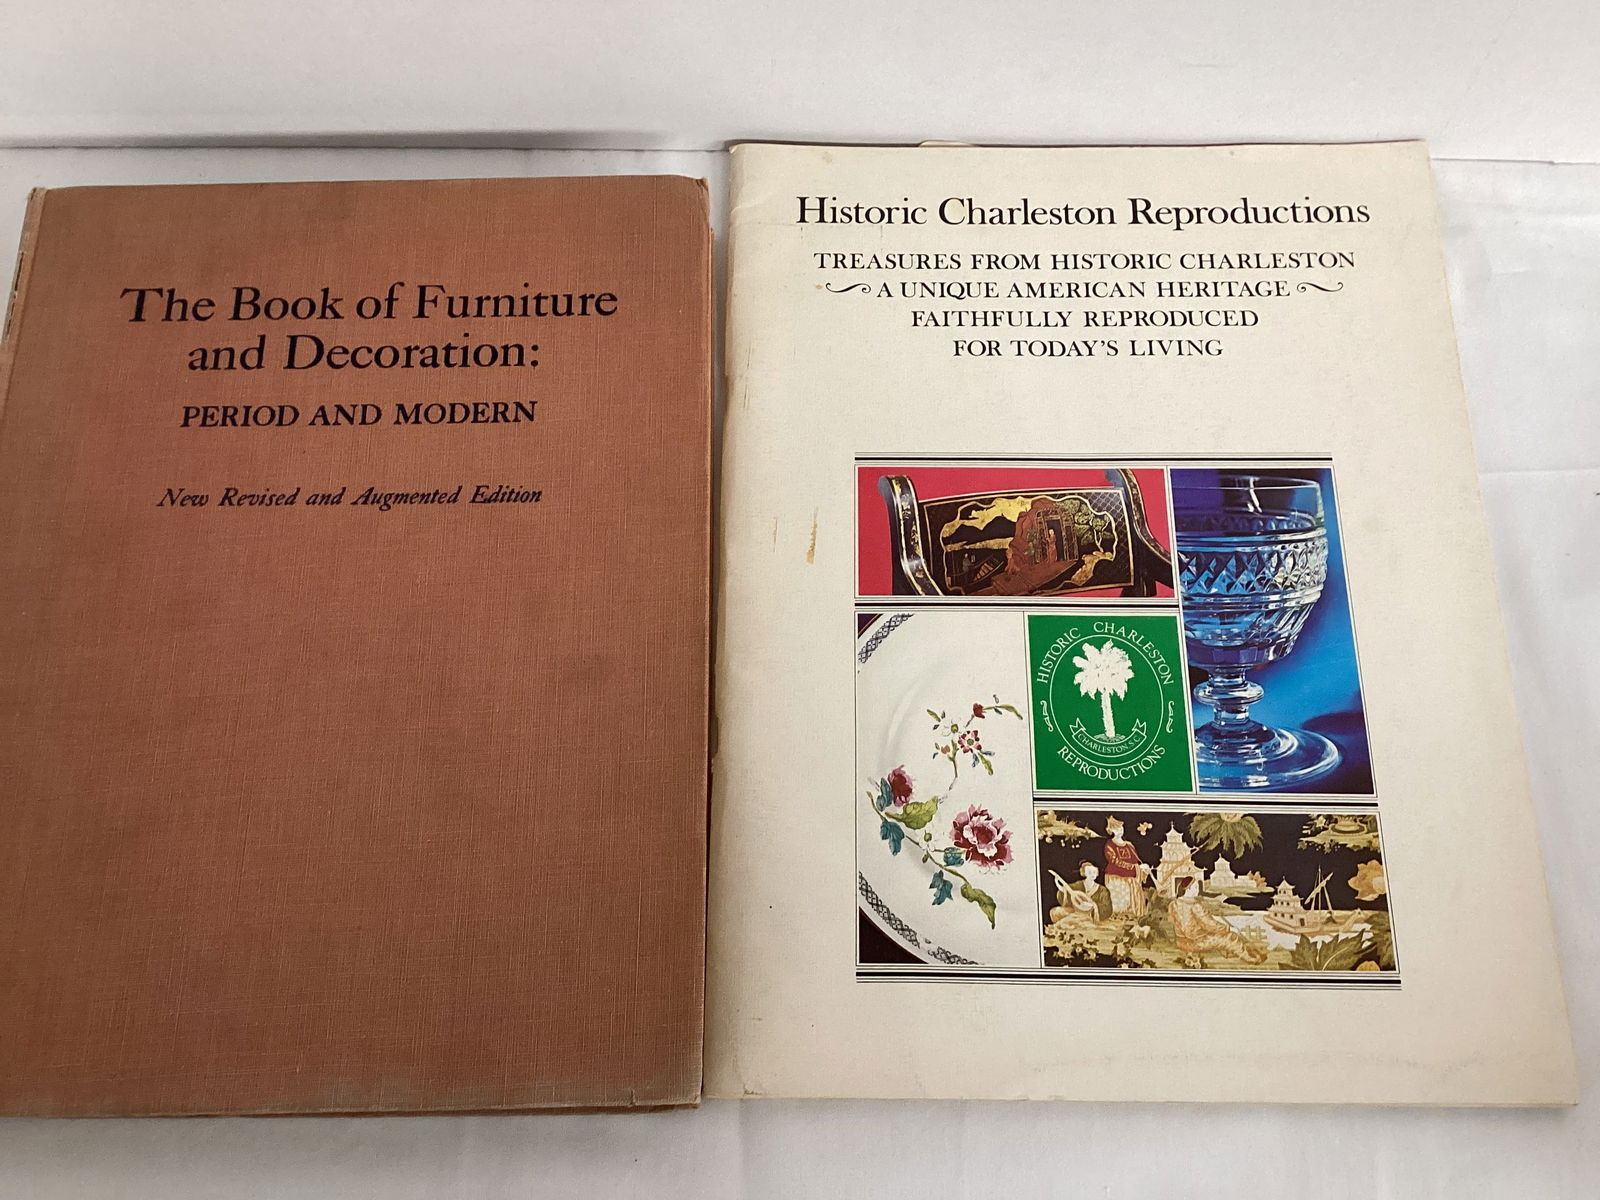 The Book of Furniture
and Decoration:
PERIOD AND MODERN
New Revised and Augmented Edition
Historic Charleston Reproductions
TREASURES FROM HISTORIC CHARLESTON
A UNIQUE AMERICAN HERITAGE
FAITHFULLY REPRODUCED
FOR TODAY'S LIVING
HISTORIC CHARLESTON
CHARLESTON, S.C.
REPRODUCTIONS